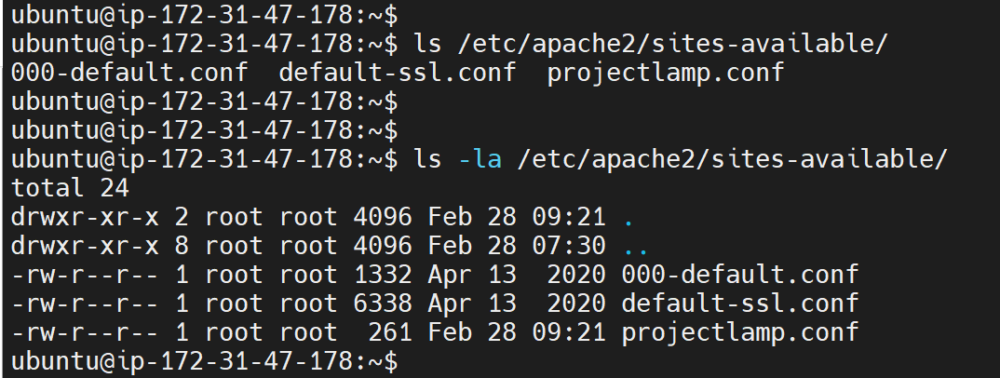 ubuntu@ip-172-31-47-178:~$
ubuntu@ip-172-31-47-178:~$ ls /etc/apache2/sites-available/
000-default.conf  default-ssl.conf  projectlamp.conf
ubuntu@ip-172-31-47-178:~$
ubuntu@ip-172-31-47-178:~$
ubuntu@ip-172-31-47-178:~$ ls -la /etc/apache2/sites-available/
total 24
drwxr-xr-x 2 root root 4096 Feb 28 09:21 .
drwxr-xr-x 8 root root 4096 Feb 28 07:30 ..
-rw-r--r-- 1 root root 1332 Apr 13  2020 000-default.conf
-rw-r--r-- 1 root root 6338 Apr 13  2020 default-ssl.conf
-rw-r--r-- 1 root root  261 Feb 28 09:21 projectlamp.conf
ubuntu@ip-172-31-47-178:~$